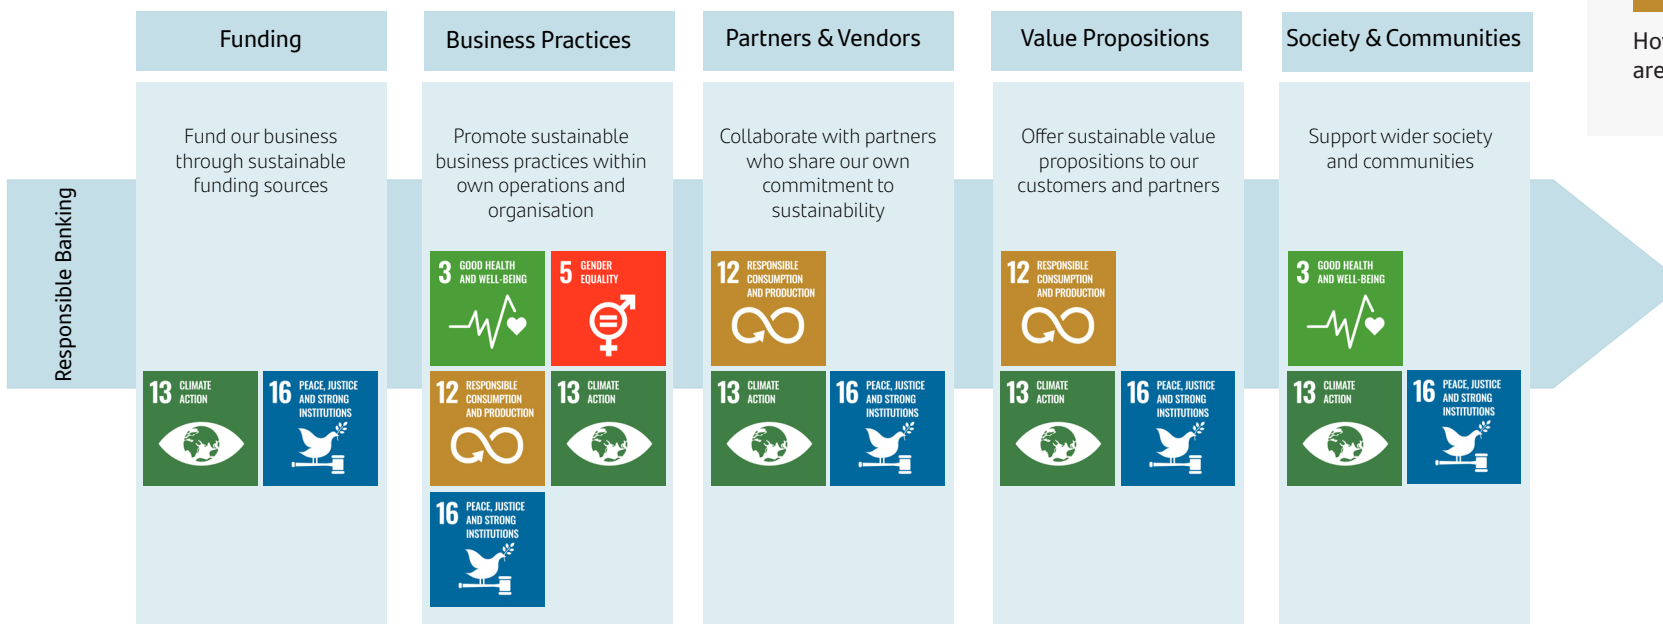 Funding
Business Practices
Partners & Vendors
Value Propositions
Society & Communities
Responsible Banking
Fund our business
through sustainable
funding sources
13 CLIMATE
ACTION
16 PEACE, JUSTICE
AND STRONG
INSTITUTIONS
Promote sustainable
business practices within
own operations and
organisation
3 GOOD HEALTH
AND WELL-BEING
5 GENDER
EQUALITY
12 RESPONSIBLE
CONSUMPTION
AND PRODUCTION
13 CLIMATE
ACTION
16 PEACE, JUSTICE
AND STRONG
INSTITUTIONS
Collaborate with partners
who share our own
commitment to
sustainability
12 RESPONSIBLE
CONSUMPTION
AND PRODUCTION
13 CLIMATE
ACTION
16 PEACE, JUSTICE
AND STRONG
INSTITUTIONS
Offer sustainable value
propositions to our
customers and partners
12 RESPONSIBLE
CONSUMPTION
AND PRODUCTION
13 CLIMATE
ACTION
16 PEACE, JUSTICE
AND STRONG
INSTITUTIONS
Support wider society
and communities
3 GOOD HEALTH
AND WELL-BEING
13 CLIMATE
ACTION
16 PEACE, JUSTICE
AND STRONG
INSTITUTIONS
are